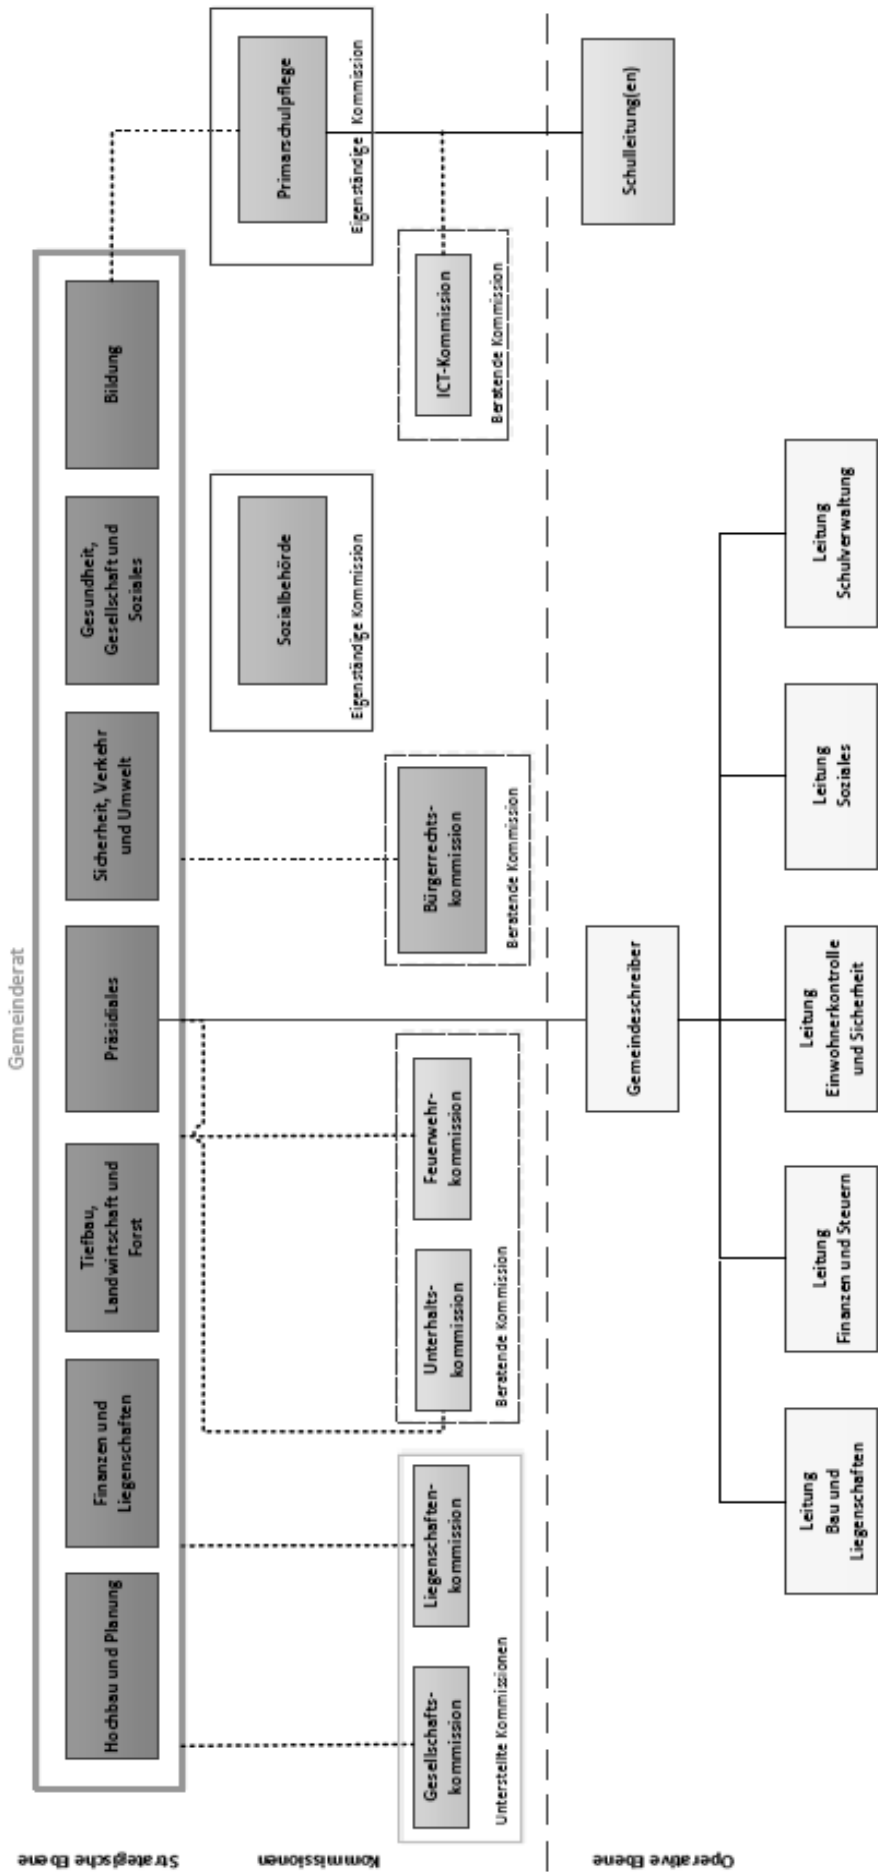 Gemeinderat
Strategische Ebene
Hochbau und Planung
Finanzen und
Liegenschaften
Tiefbau,
Landwirtschaft und
Forst
Präsidiales
Sicherheit, Verkehr
und Umwelt
Gesundheit,
Gesellschaft und
Soziales
Bildung
Kommissionen
Gesellschafts-
kommission
Liegenschaften-
kommission
Unterstellte Kommissionen
Unterhalts-
kommission
Feuerwehr-
kommission
Beratende Kommission
Bürgerrechts-
kommission
Beratende Kommission
Sozialbehörde
Eigenständige Kommission
Primarschulpflege
Eigenständige Kommission
ICT-Kommission
Beratende Kommission
Operative Ebene
Gemeindeschreiber
Schulleitung(en)
Leitung
Bau und
Liegenschaften
Leitung
Finanzen und Steuern
Leitung
Einwohnerkontrolle
und Sicherheit
Leitung
Soziales
Leitung
Schulverwaltung